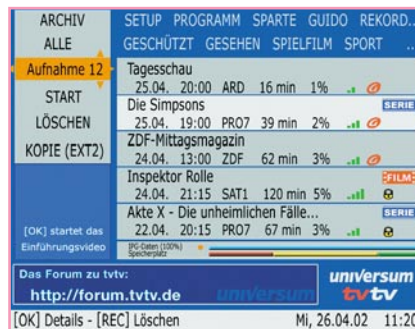 ARCHIV SETUP PROGRAMM SPARTE GUIDO REKORD..
ALLE GESCHÜTZT GESEHEN SPIELFILM SPORT ..
Aufnahme 12
START
LÖSCHEN
KOPIE (EXT2)
[OK] startet das
Einführungsvideo
Tagesschau
25.04. 20:00 ARD 16 min 1%
Die Simpsons SERIE
25.04. 19:00 PRO7 39 min 2%
ZDF-Mittagsmagazin
24.04. 13:00 ZDF 62 min 3%
Inspektor Rolle FILM
24.04. 21:15 SAT1 120 min 5%
Akte X - Die unheimlichen Fälle... SERIE
22.04. 20:15 PRO7 67 min 3%
IPG-Daten (100%)
Speicherplatz
Das Forum zu tvtv:
http://forum.tvtv.de
universum
universum
tvtv
[OK] Details - [REC] Löschen Mi, 26.04.02 11:20